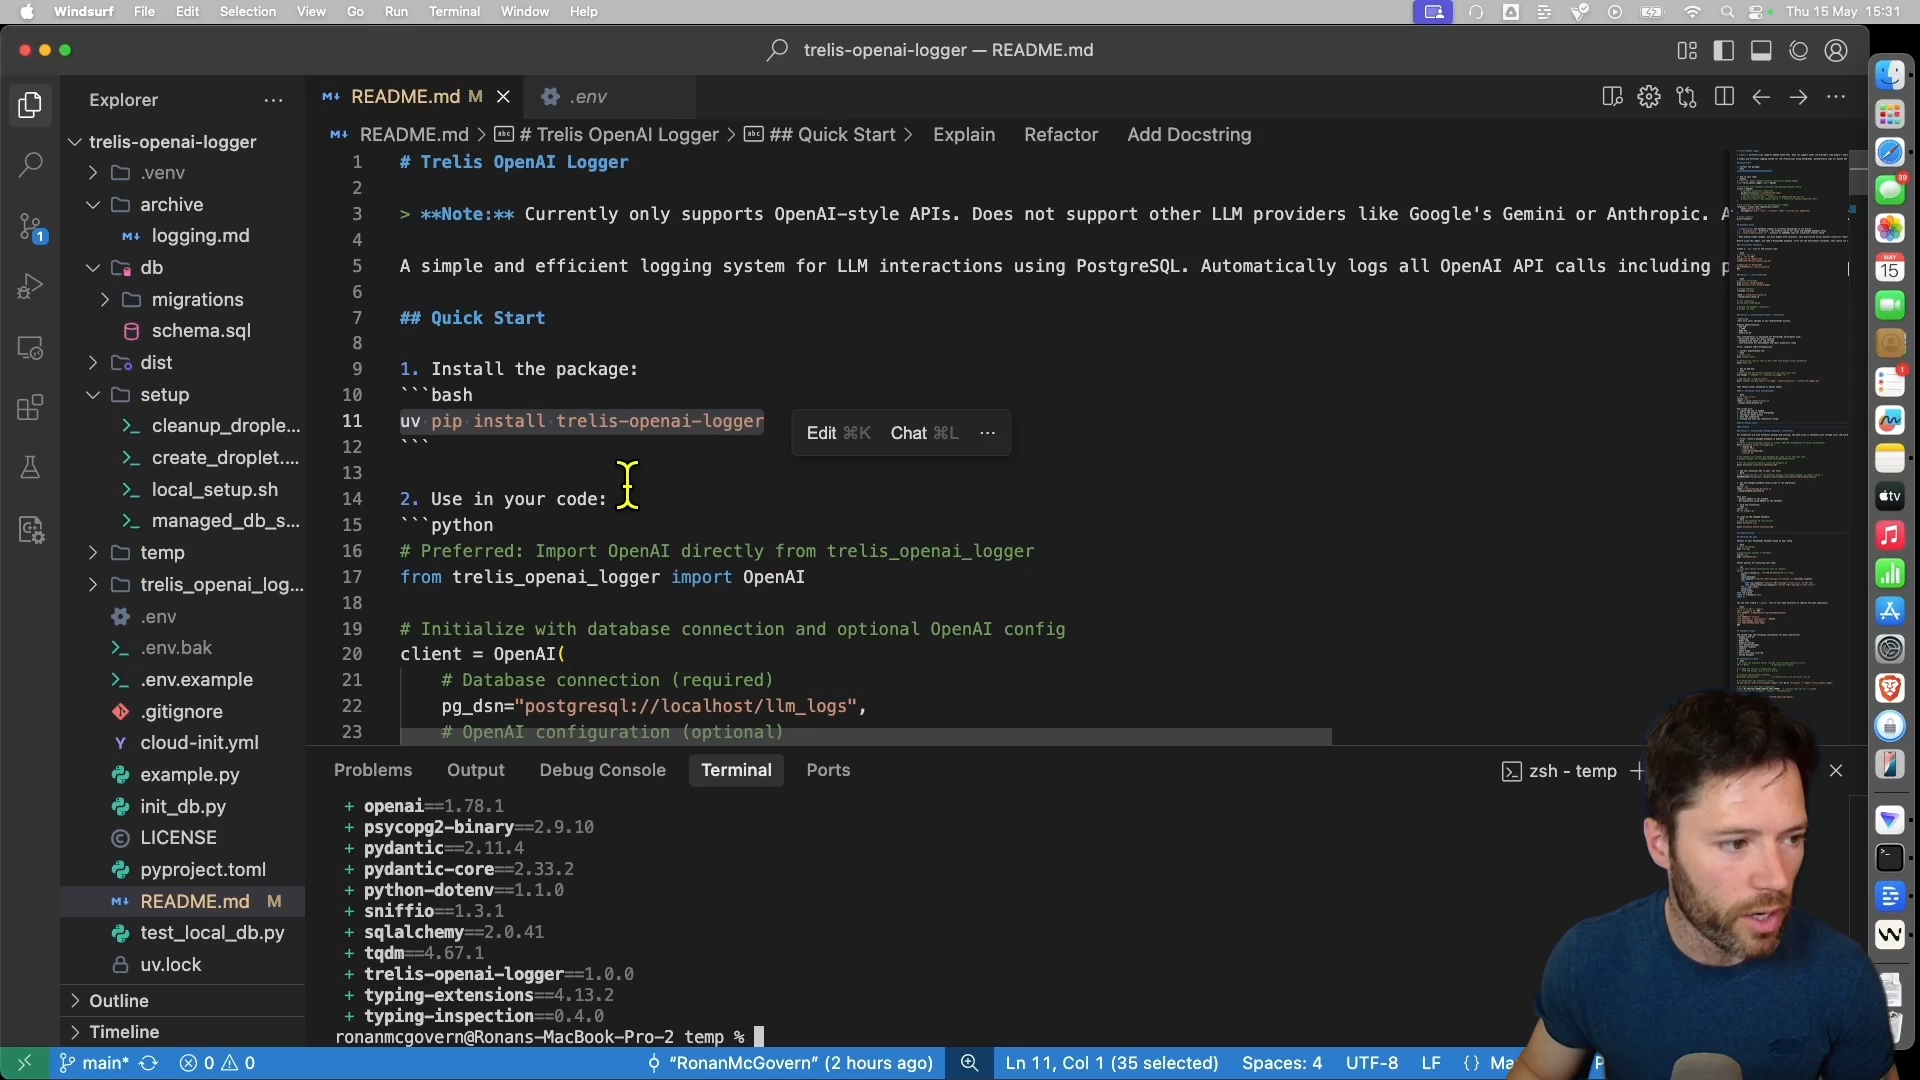 Windsurf File Edit Selection View Go Run Terminal Window Help
Thu 15 May 15:31
trelis-openai-logger — README.md
Explorer
README.md M
.env
README.md > # Trelis OpenAI Logger > ## Quick Start > Explain Refactor Add Docstring
trelis-openai-logger
.venv
archive
logging.md
db
migrations
schema.sql
dist
setup
cleanup_drople...
create_droplet....
local_setup.sh
managed_db_s...
temp
trelis_openai_log...
.env
.env.bak
.env.example
.gitignore
cloud-init.yml
example.py
init_db.py
LICENSE
pyproject.toml
README.md M
test_local_db.py
uv.lock
Outline
Timeline
1 # Trelis OpenAI Logger
2
3 > **Note:** Currently only supports OpenAI-style APIs. Does not support other LLM providers like Google's Gemini or Anthropic.
4
5 A simple and efficient logging system for LLM interactions using PostgreSQL. Automatically logs all OpenAI API calls including p
6
7 ## Quick Start
8
9 1. Install the package:
10 ```bash
11 uv pip install trelis-openai-logger
12 ```
13
14 2. Use in your code:
15 ```python
16 # Preferred: Import OpenAI directly from trelis_openai_logger
17 from trelis_openai_logger import OpenAI
18
19 # Initialize with database connection and optional OpenAI config
20 client = OpenAI(
21 # Database connection (required)
22 pg_dsn="postgresql://localhost/llm_logs",
23 # OpenAI configuration (optional)
Edit ⌘K Chat ⌘L ...
Problems Output Debug Console Terminal Ports
zsh - temp
+ openai==1.78.1
+ psycopg2-binary==2.9.10
+ pydantic==2.11.4
+ pydantic-core==2.33.2
+ python-dotenv==1.1.0
+ sniffio==1.3.1
+ sqlalchemy==2.0.41
+ tqdm==4.67.1
+ trelis-openai-logger==1.0.0
+ typing-extensions==4.13.2
+ typing-inspection==0.4.0
ronanmcgovern@Ronans-MacBook-Pro-2 temp %
main* 0 0 "RonanMcGovern" (2 hours ago) Ln 11, Col 1 (35 selected) Spaces: 4 UTF-8 LF {} Ma
1
39
MAY
15
1
tv